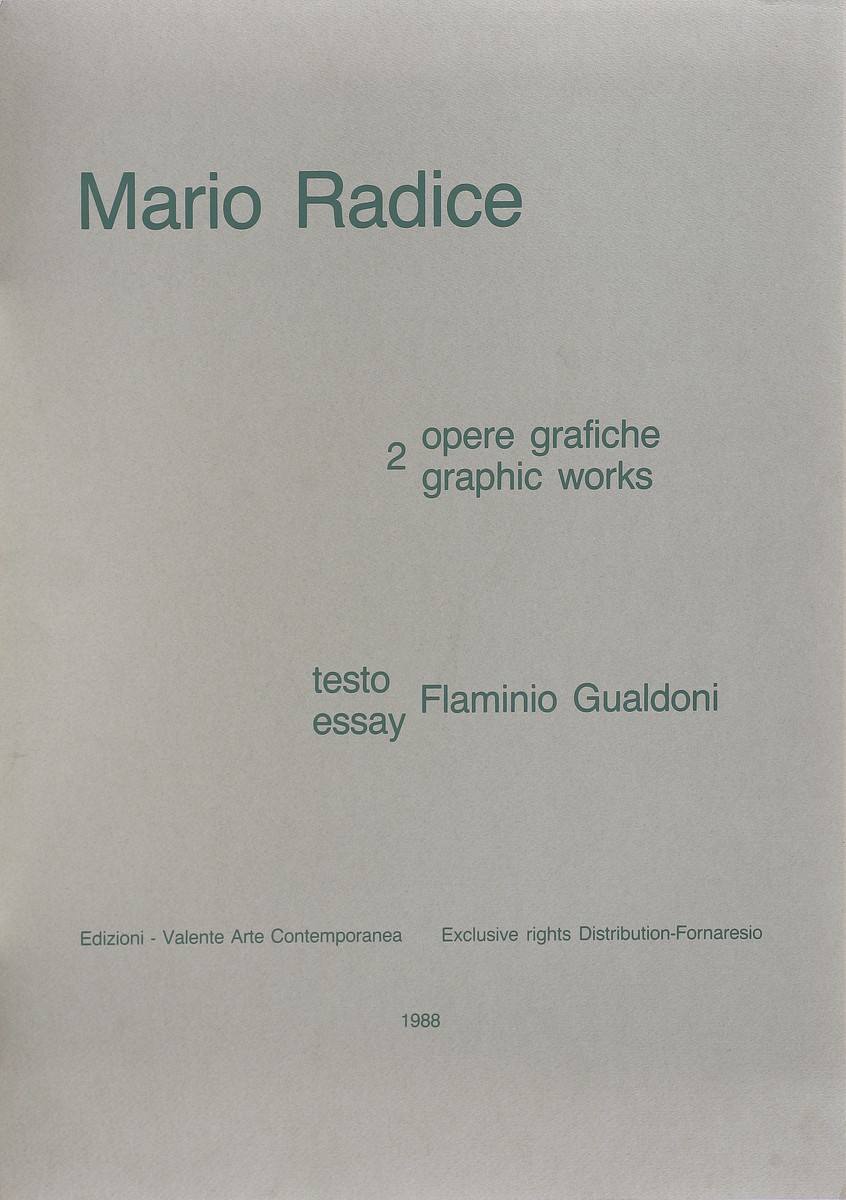 Mario Radice
2 opere grafiche
graphic works
testo
essay Flaminio Gualdoni
Edizioni - Valente Arte Contemporanea Exclusive rights Distribution-Fornaresio
1988